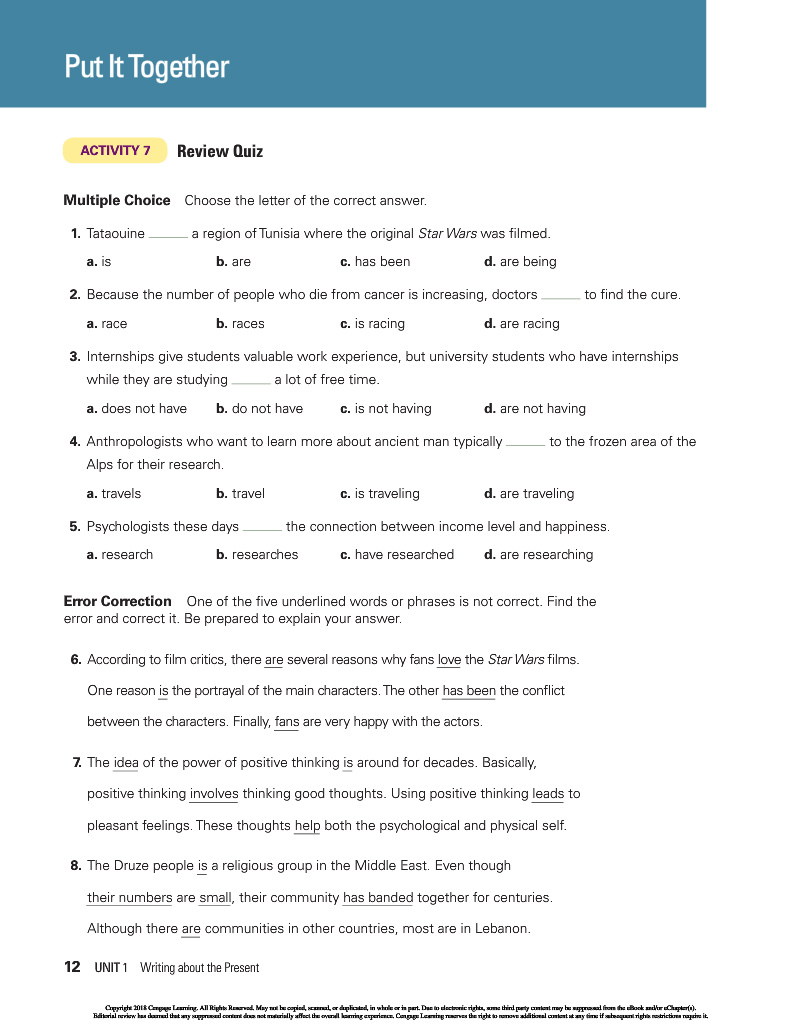 Put It Together
ACTIVITY 7 Review Quiz
Multiple Choice Choose the letter of the correct answer.
1. Tataouine _____ a region of Tunisia where the original Star Wars was filmed.
a. is b. are c. has been d. are being
2. Because the number of people who die from cancer is increasing, doctors _____ to find the cure.
a. race b. races c. is racing d. are racing
3. Internships give students valuable work experience, but university students who have internships
while they are studying _____ a lot of free time.
a. does not have b. do not have c. is not having d. are not having
4. Anthropologists who want to learn more about ancient man typically _____ to the frozen area of the
Alps for their research.
a. travels b. travel c. is traveling d. are traveling
5. Psychologists these days _____ the connection between income level and happiness.
a. research b. researches c. have researched d. are researching
Error Correction One of the five underlined words or phrases is not correct. Find the
error and correct it. Be prepared to explain your answer.
6. According to film critics, there are several reasons why fans love the Star Wars films.
One reason is the portrayal of the main characters. The other has been the conflict
between the characters. Finally, fans are very happy with the actors.
7. The idea of the power of positive thinking is around for decades. Basically,
positive thinking involves thinking good thoughts. Using positive thinking leads to
pleasant feelings. These thoughts help both the psychological and physical self.
8. The Druze people is a religious group in the Middle East. Even though
their numbers are small, their community has banded together for centuries.
Although there are communities in other countries, most are in Lebanon.
12 UNIT 1 Writing about the Present
Copyright 2018 Cengage Learning. All Rights Reserved. May not be copied, scanned, or duplicated, in whole or in part. Due to electronic rights, some third party content may be suppressed from the eBook and/or eChapter(s).
Editorial review has deemed that any suppressed content does not materially affect the overall learning experience. Cengage Learning reserves the right to remove additional content at any time if subsequent rights restrictions require it.